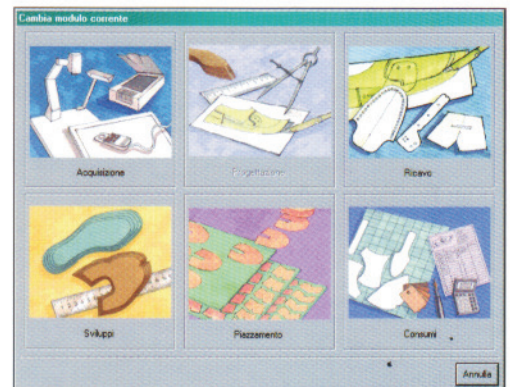 Cambia modulo corrente
Acquisizione
Progettazione
Ricavo
Sviluppi
Piazzamento
Consumi
Annulla